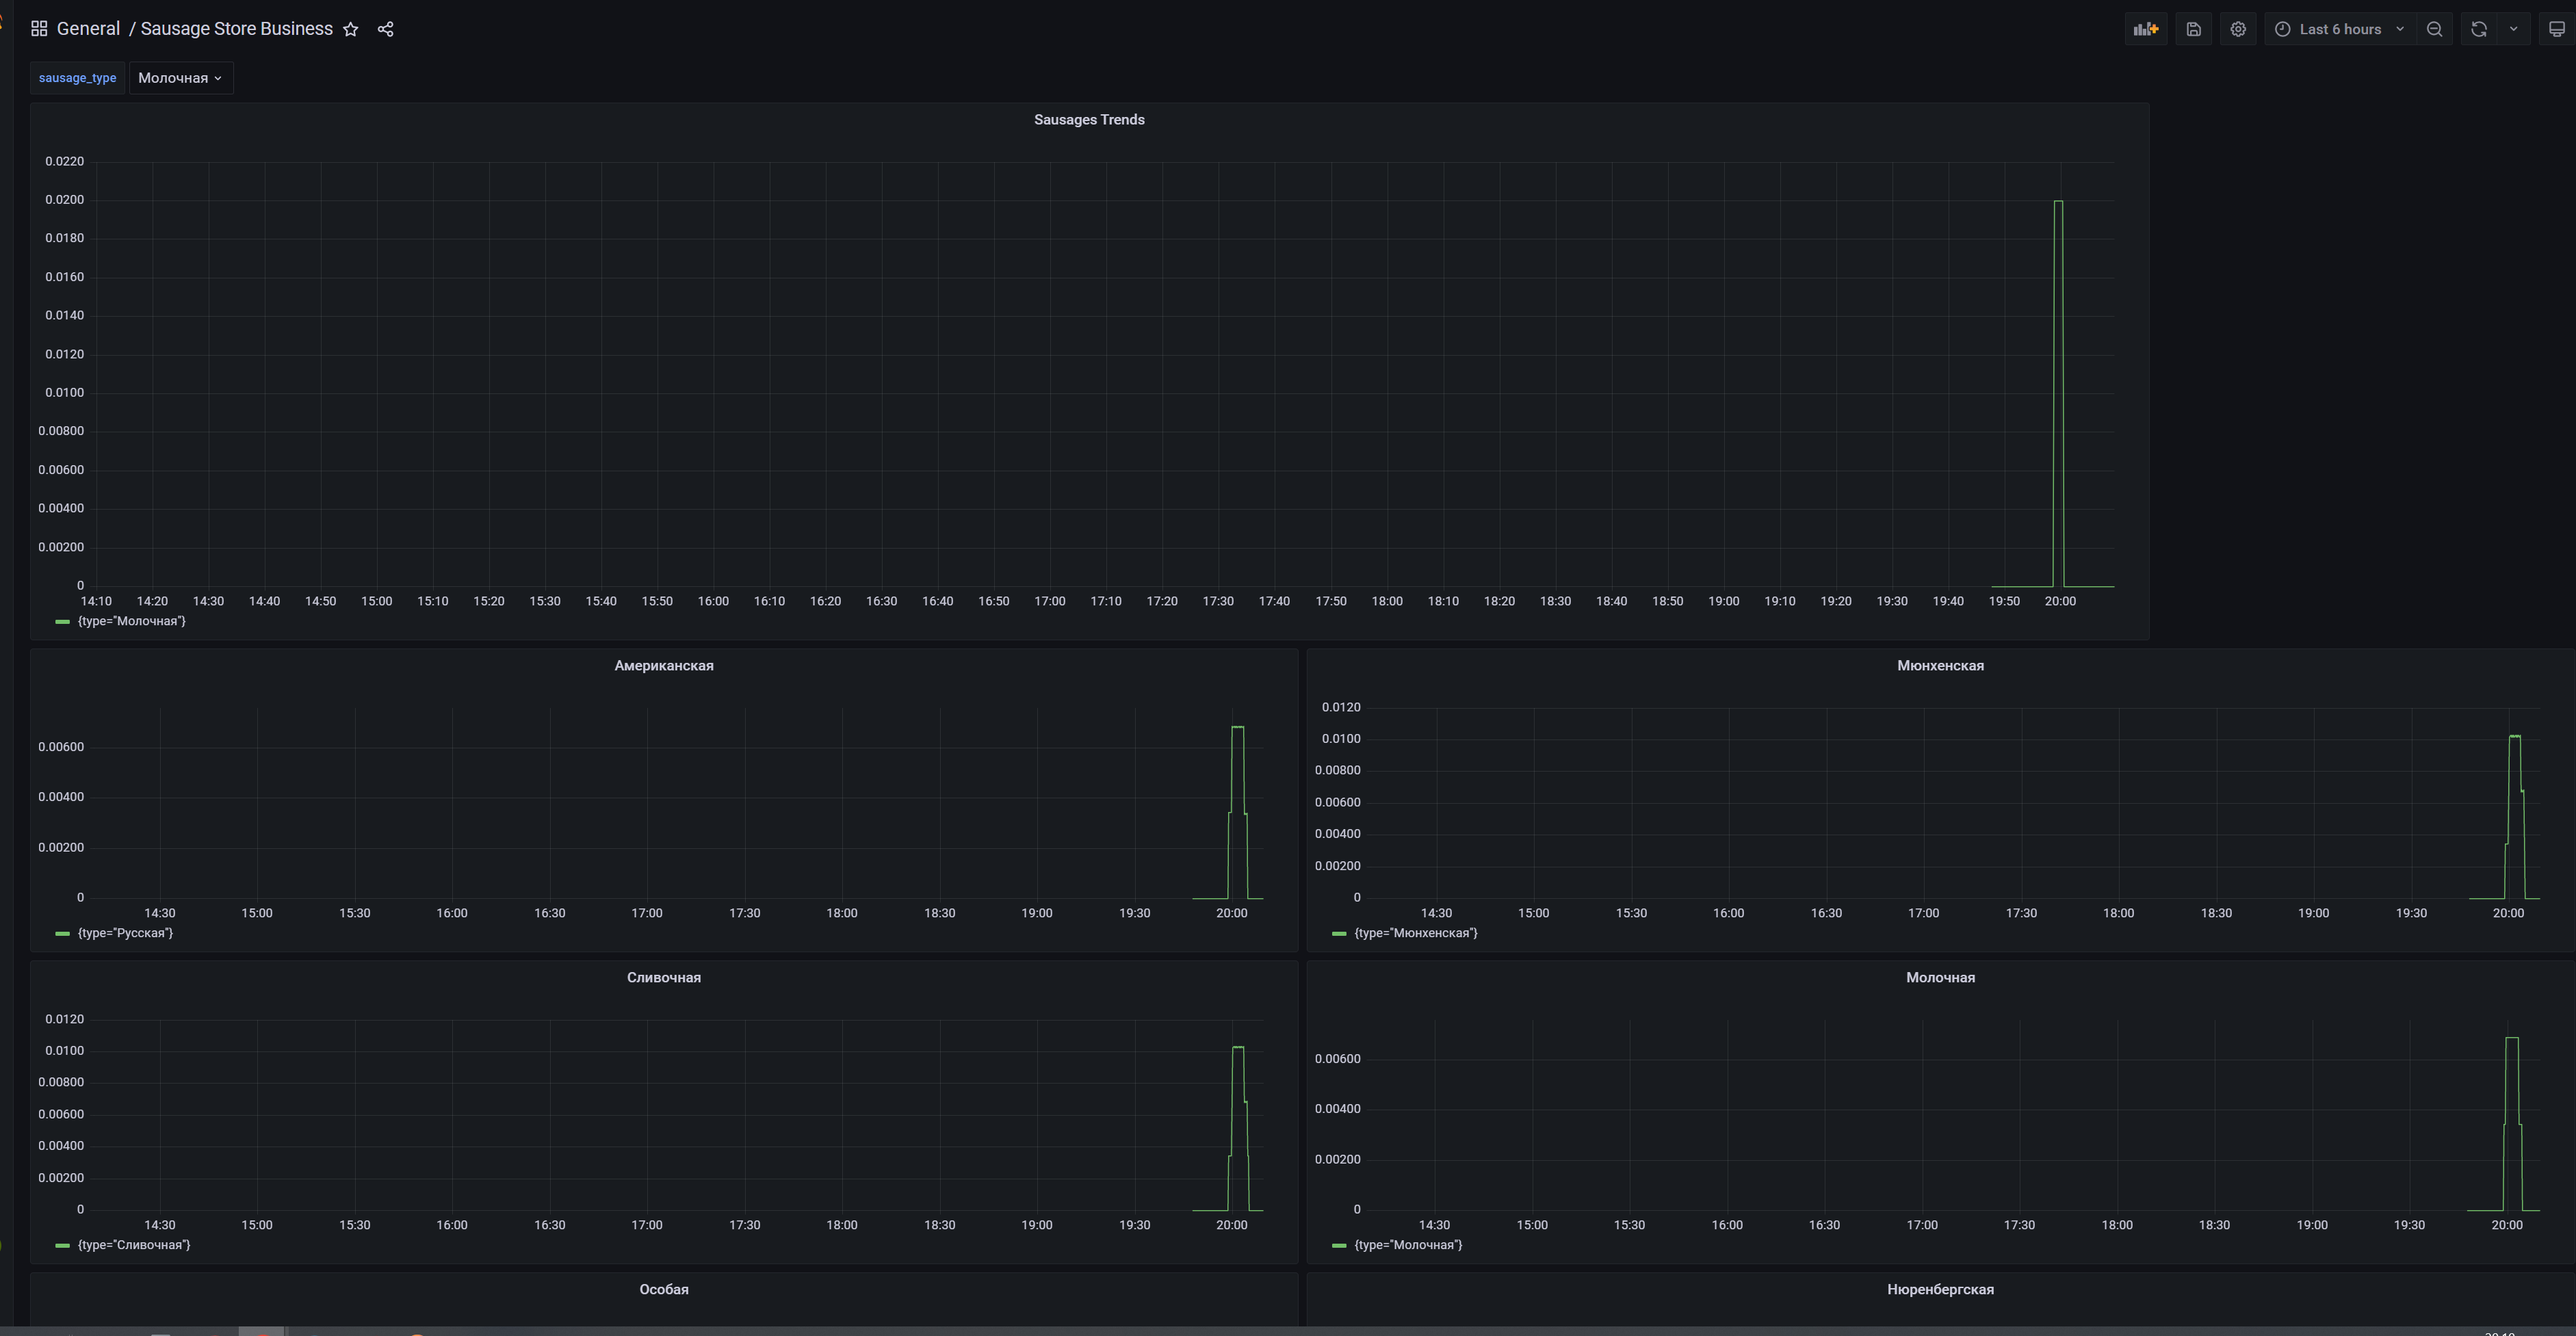 General / Sausage Store Business
Last 6 hours
sausage_type Молочная
Sausages Trends
0.0220
0.0200
0.0180
0.0160
0.0140
0.0120
0.0100
0.00800
0.00600
0.00400
0.00200
0
14:10 14:20 14:30 14:40 14:50 15:00 15:10 15:20 15:30 15:40 15:50 16:00 16:10 16:20 16:30 16:40 16:50 17:00 17:10 17:20 17:30 17:40 17:50 18:00 18:10 18:20 18:30 18:40 18:50 19:00 19:10 19:20 19:30 19:40 19:50 20:00
{type="Молочная"}
Американская
0.00600
0.00400
0.00200
0
14:30 15:00 15:30 16:00 16:30 17:00 17:30 18:00 18:30 19:00 19:30 20:00
{type="Русская"}
Мюнхенская
0.0120
0.0100
0.00800
0.00600
0.00400
0.00200
0
14:30 15:00 15:30 16:00 16:30 17:00 17:30 18:00 18:30 19:00 19:30 20:00
{type="Мюнхенская"}
Сливочная
0.0120
0.0100
0.00800
0.00600
0.00400
0.00200
0
14:30 15:00 15:30 16:00 16:30 17:00 17:30 18:00 18:30 19:00 19:30 20:00
{type="Сливочная"}
Молочная
0.00600
0.00400
0.00200
0
14:30 15:00 15:30 16:00 16:30 17:00 17:30 18:00 18:30 19:00 19:30 20:00
{type="Молочная"}
Особая
Нюренбергская